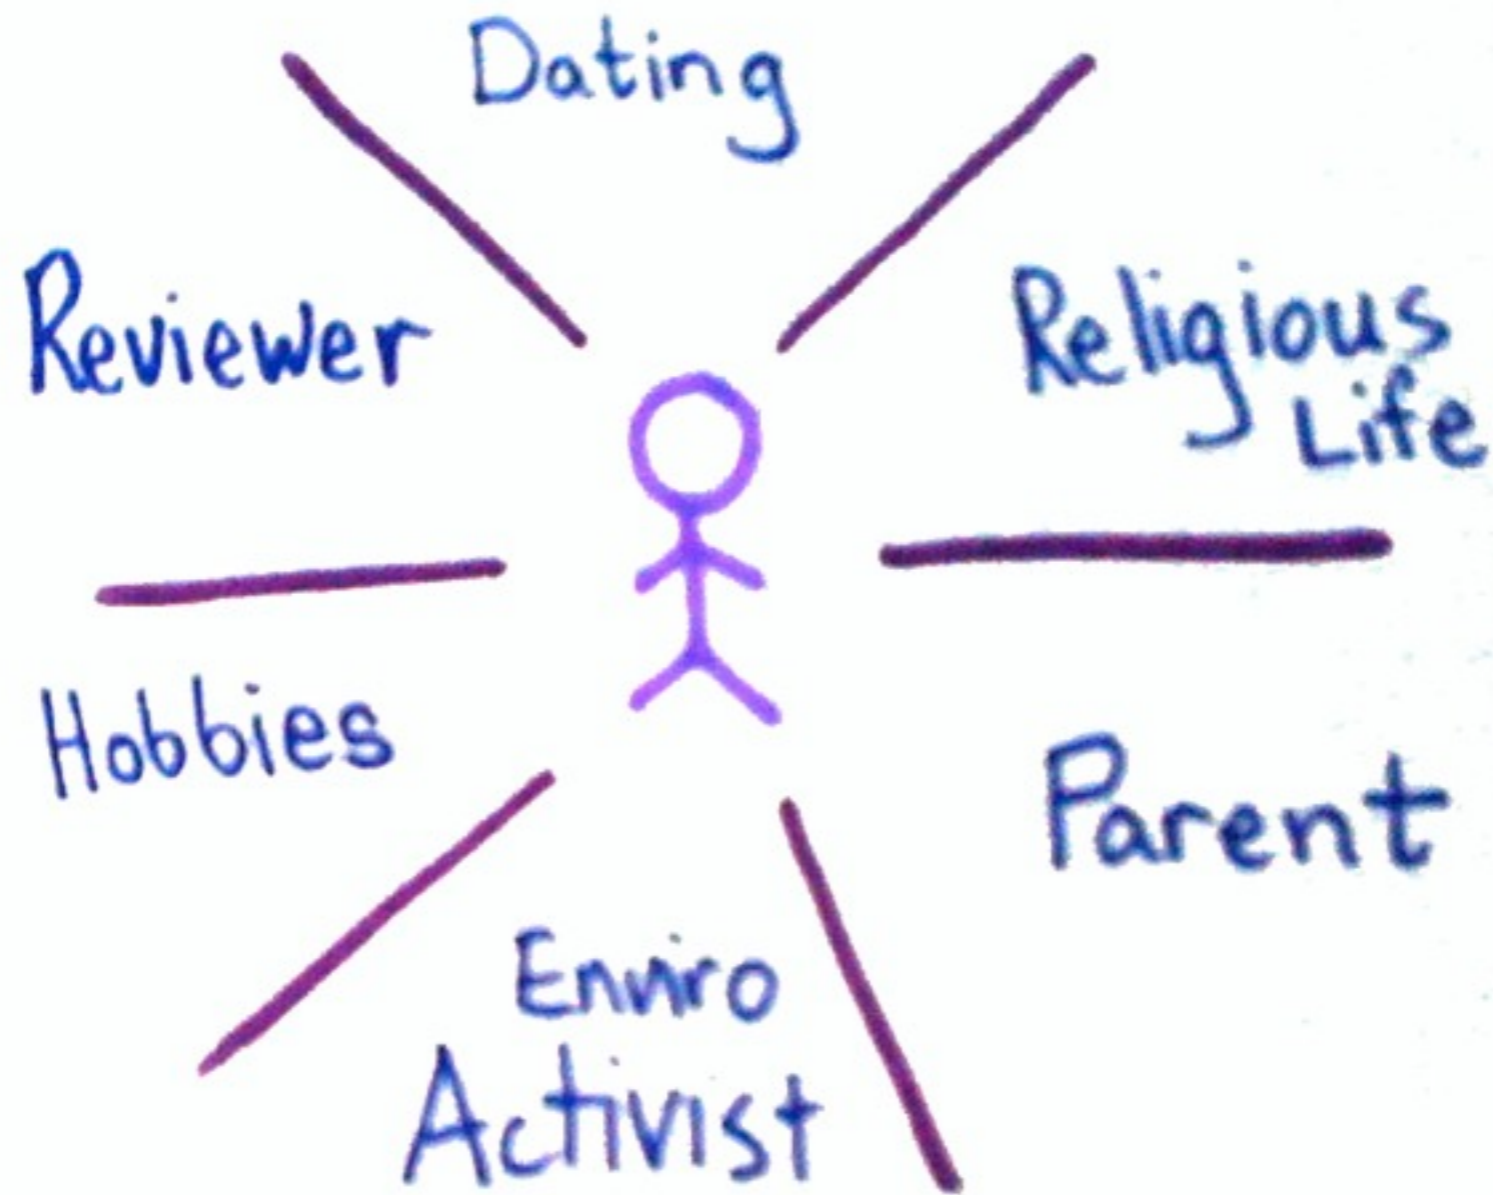 Dating
Reviewer
Religious
Life
Hobbies
Parent
Enviro
Activist